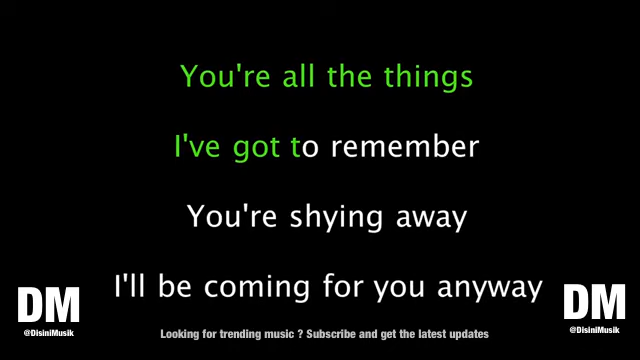 You're all the things
I've got to remember
You're shying away
I'll be coming for you anyway
DM
@DisiniMusik
DM
@DisiniMusik
Looking for trending music ? Subscribe and get the latest updates